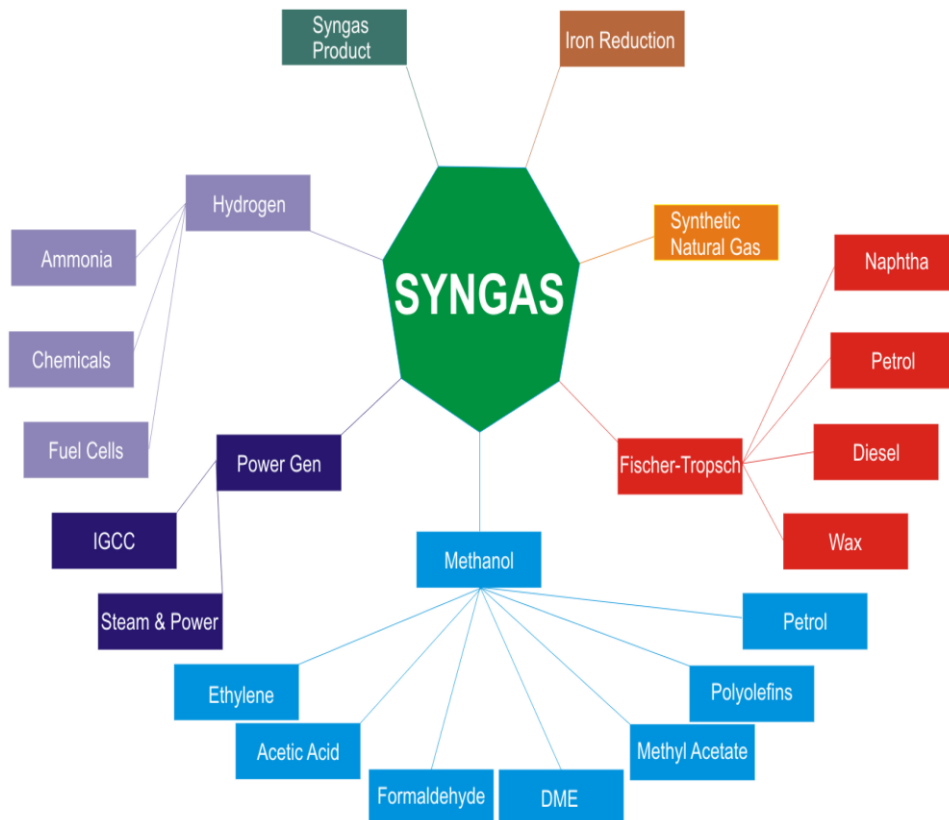 Syngas
Product
Iron Reduction
Hydrogen
Synthetic
Natural Gas
Ammonia
Naphtha
SYNGAS
Chemicals
Petrol
Fuel Cells
Power Gen
Fischer-Tropsch
Diesel
IGCC
Methanol
Wax
Steam & Power
Petrol
Ethylene
Polyolefins
Acetic Acid
Methyl Acetate
Formaldehyde
DME